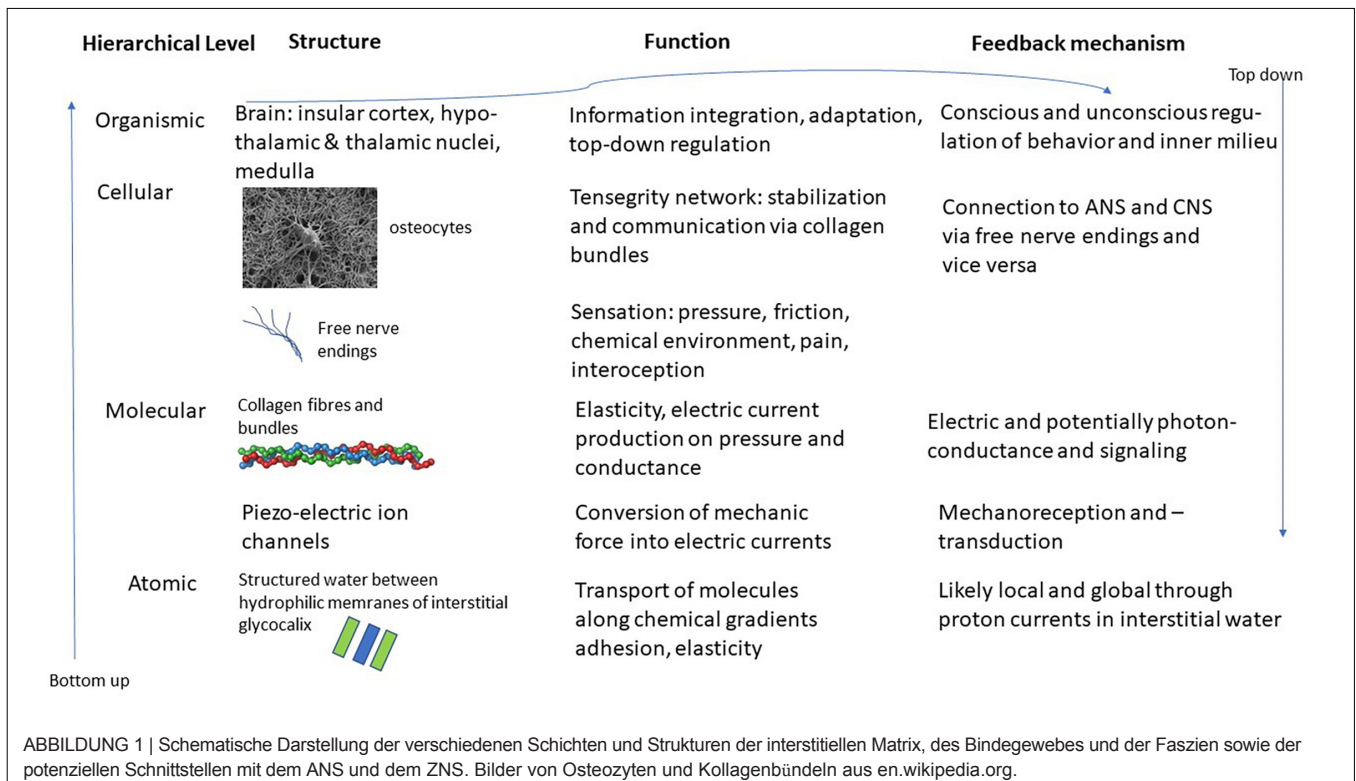 Hierarchical Level Structure Function Feedback mechanism
Top down
Organismic
Brain: insular cortex, hypo-
thalamic & thalamic nuclei,
medulla
Information integration, adaptation,
top-down regulation
Conscious and unconscious regu-
lation of behavior and inner milieu
Cellular
osteocytes
Tensegrity network: stabilization
and communication via collagen
bundles
Connection to ANS and CNS
via free nerve endings and
vice versa
Free nerve
endings
Sensation: pressure, friction,
chemical environment, pain,
interoception
Molecular
Collagen fibres and
bundles
Elasticity, electric current
production on pressure and
conductance
Electric and potentially photon-
conductance and signaling
Piezo-electric ion
channels
Conversion of mechanic
force into electric currents
Mechanoreception and –
transduction
Atomic
Structured water between
hydrophilic memranes of interstitial
glycocalix
Transport of molecules
along chemical gradients
adhesion, elasticity
Likely local and global through
proton currents in interstitial water
Bottom up
ABBILDUNG 1 | Schematische Darstellung der verschiedenen Schichten und Strukturen der interstitiellen Matrix, des Bindegewebes und der Faszien sowie der
potenziellen Schnittstellen mit dem ANS und dem ZNS. Bilder von Osteozyten und Kollagenbündeln aus en.wikipedia.org.